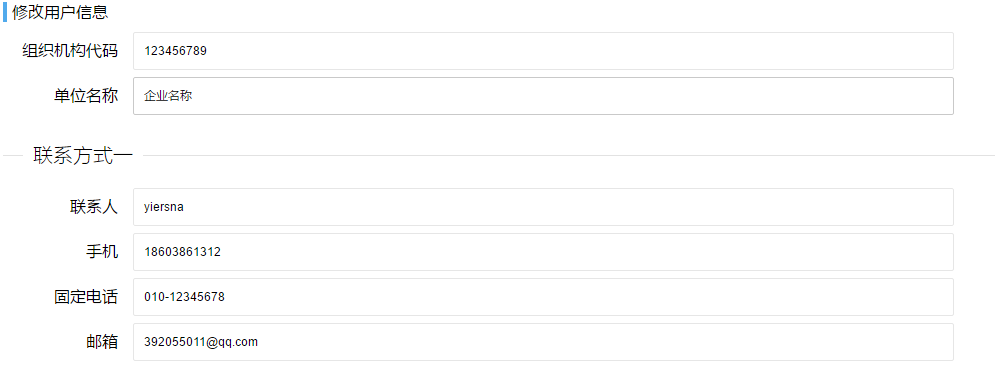 修改用户信息
组织机构代码 123456789
单位名称 企业名称
联系方式一
联系人 yiersna
手机 18603861312
固定电话 010-12345678
邮箱 392055011@qq.com